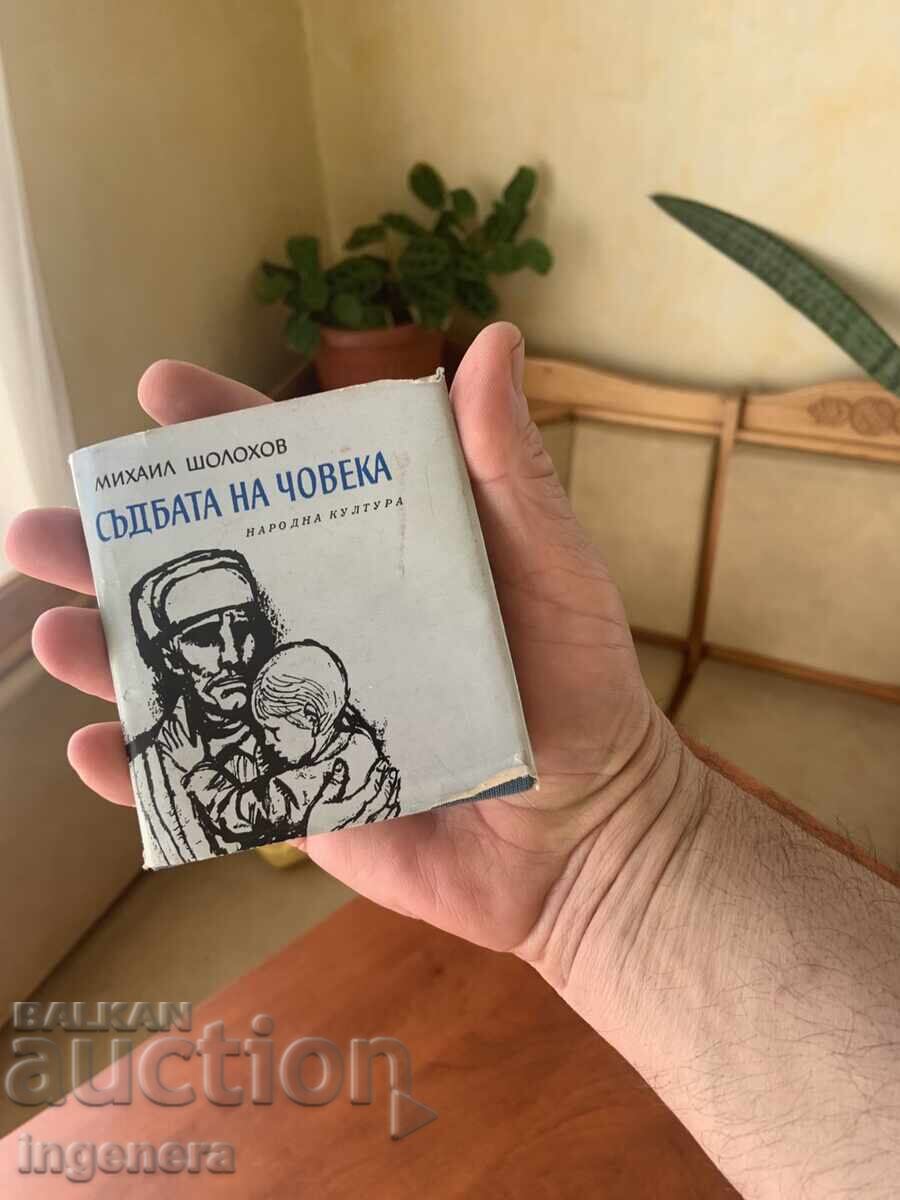 МИХАИЛ ШОЛОХОВ
СЪДБАТА НА ЧОВЕКА
НАРОДНА КУЛТУРА
BALKAN
auction
ingenera